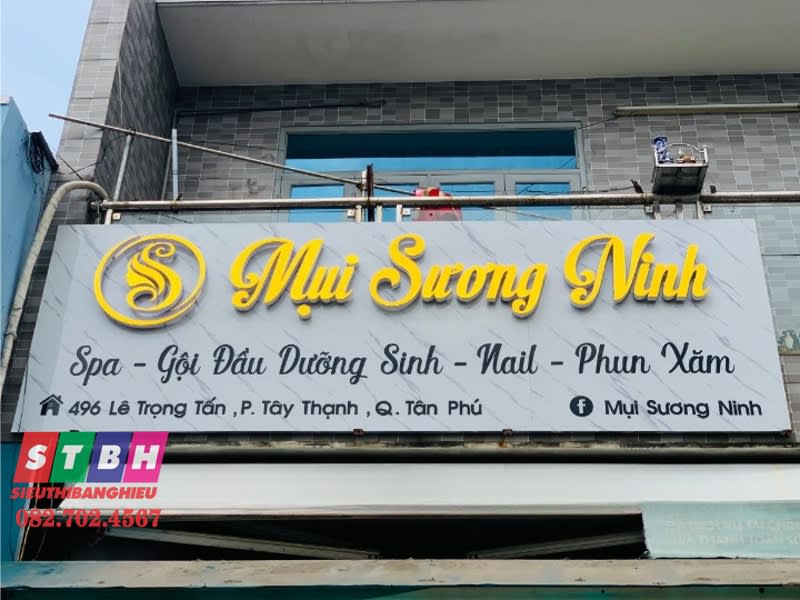 Mụi Sương Ninh
Spa - Gội Đầu Dưỡng Sinh - Nail - Phun Xăm
496 Lê Trọng Tấn , P. Tây Thạnh , Q. Tân Phú
Mụi Sương Ninh
STBH
SIEUTHIBANGHIEU
082.702.4567